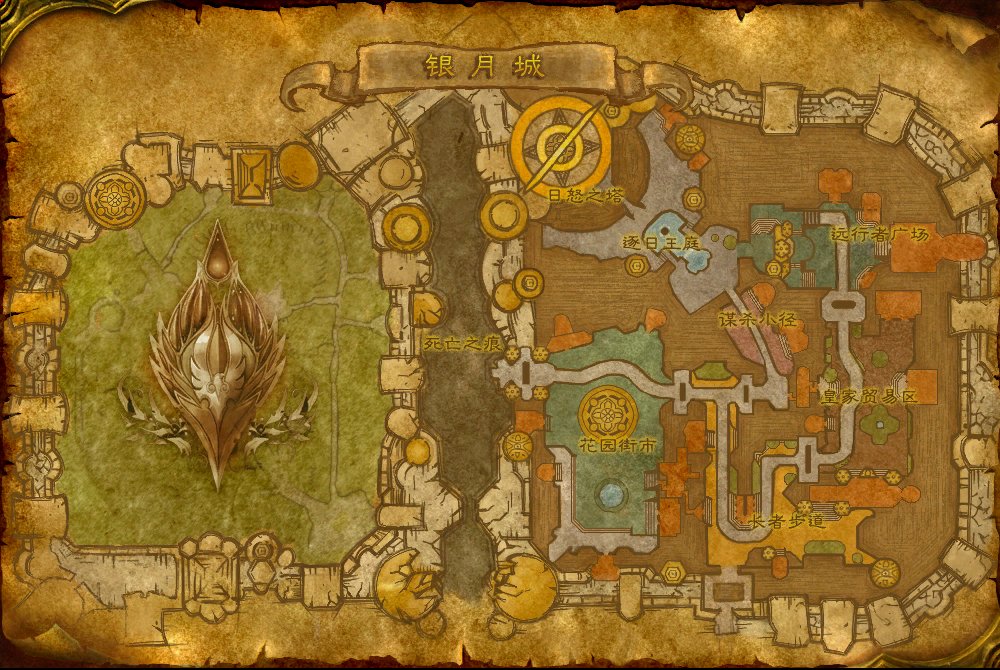 银月城
日怒之塔
逐日王庭
远行者广场
谋杀小径
死亡之痕
皇家贸易区
花园街市
长者步道